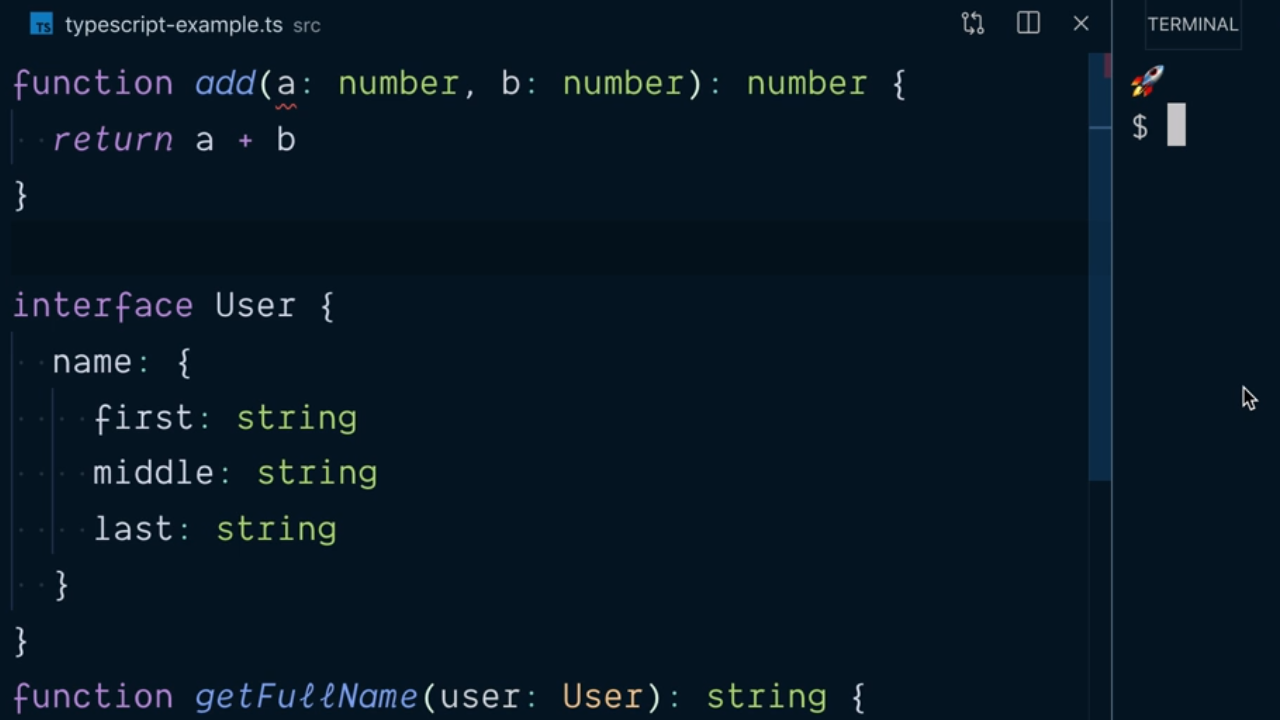 TS typescript-example.ts src
TERMINAL
function add(a: number, b: number): number {
return a + b
}
interface User {
name: {
first: string
middle: string
last: string
}
}
function getFullName(user: User): string {
$